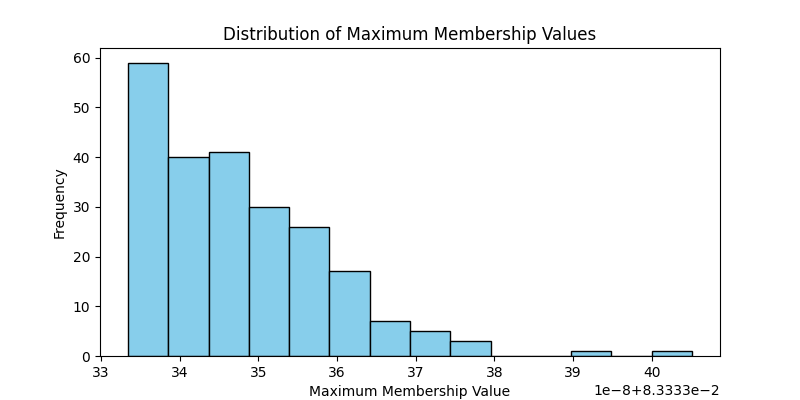 Distribution of Maximum Membership Values
60
50
40
30
20
10
0
Frequency
33 34 35 36 37 38 39 40
Maximum Membership Value
1e−8+8.3333e−2